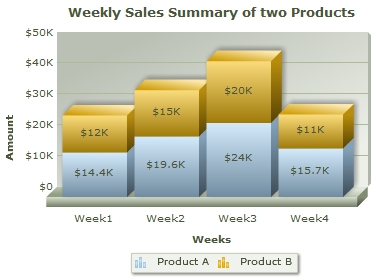 Weekly Sales Summary of two Products
$50K
$40K
$30K
$20K
$10K
$0
Amount
$12K
$15K
$20K
$11K
$14.4K
$19.6K
$24K
$15.7K
Week1 Week2 Week3 Week4
Weeks
Product A Product B